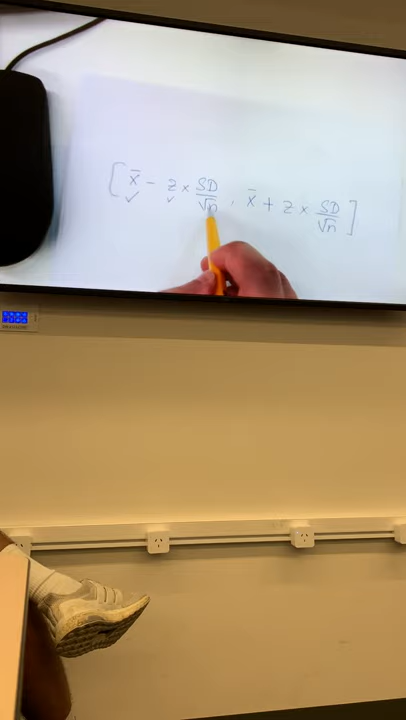 [x̄ - z × SD/√n , x̄ + z × SD/√n]